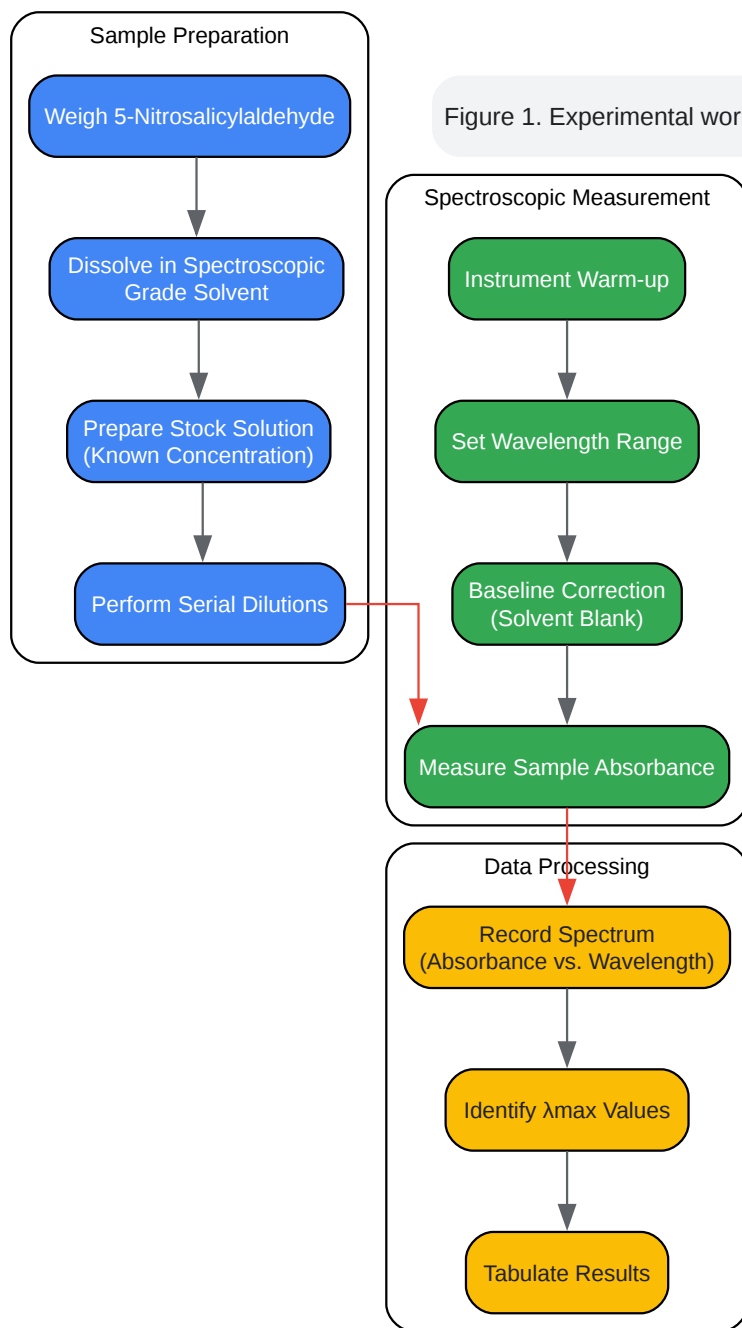 Sample Preparation
Weigh 5-Nitrosalicylaldehyde
Dissolve in Spectroscopic
Grade Solvent
Prepare Stock Solution
(Known Concentration)
Perform Serial Dilutions
Figure 1. Experimental wor
Spectroscopic Measurement
Instrument Warm-up
Set Wavelength Range
Baseline Correction
(Solvent Blank)
Measure Sample Absorbance
Data Processing
Record Spectrum
(Absorbance vs. Wavelength)
Identify λmax Values
Tabulate Results